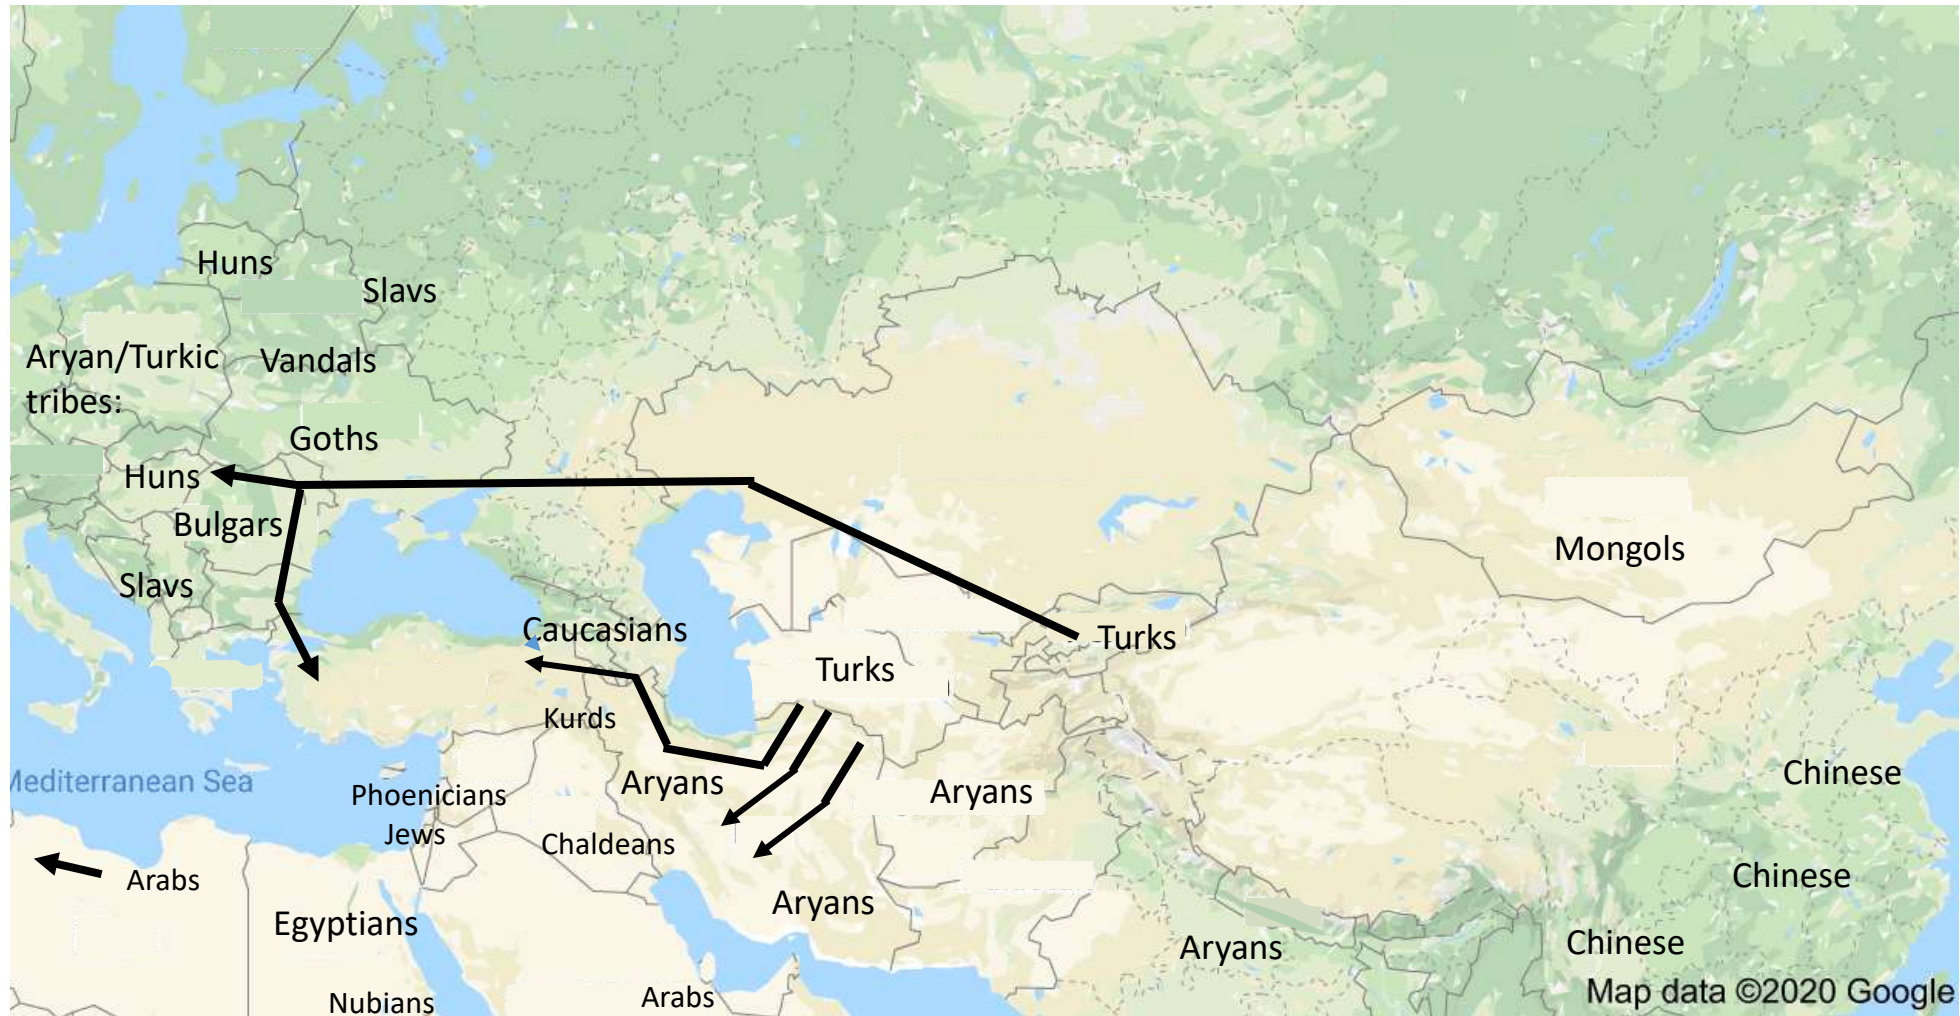 Huns
Slavs
Aryan/Turkic
tribes:
Vandals
Goths
Huns
Bulgars
Slavs
Mongols
Caucasians
Turks
Turks
Kurds
Aryans
Mediterranean Sea
Phoenicians
Jews
Aryans
Chinese
Chaldeans
Arabs
Chinese
Aryans
Egyptians
Aryans
Chinese
Nubians
Arabs
Map data ©2020 Google